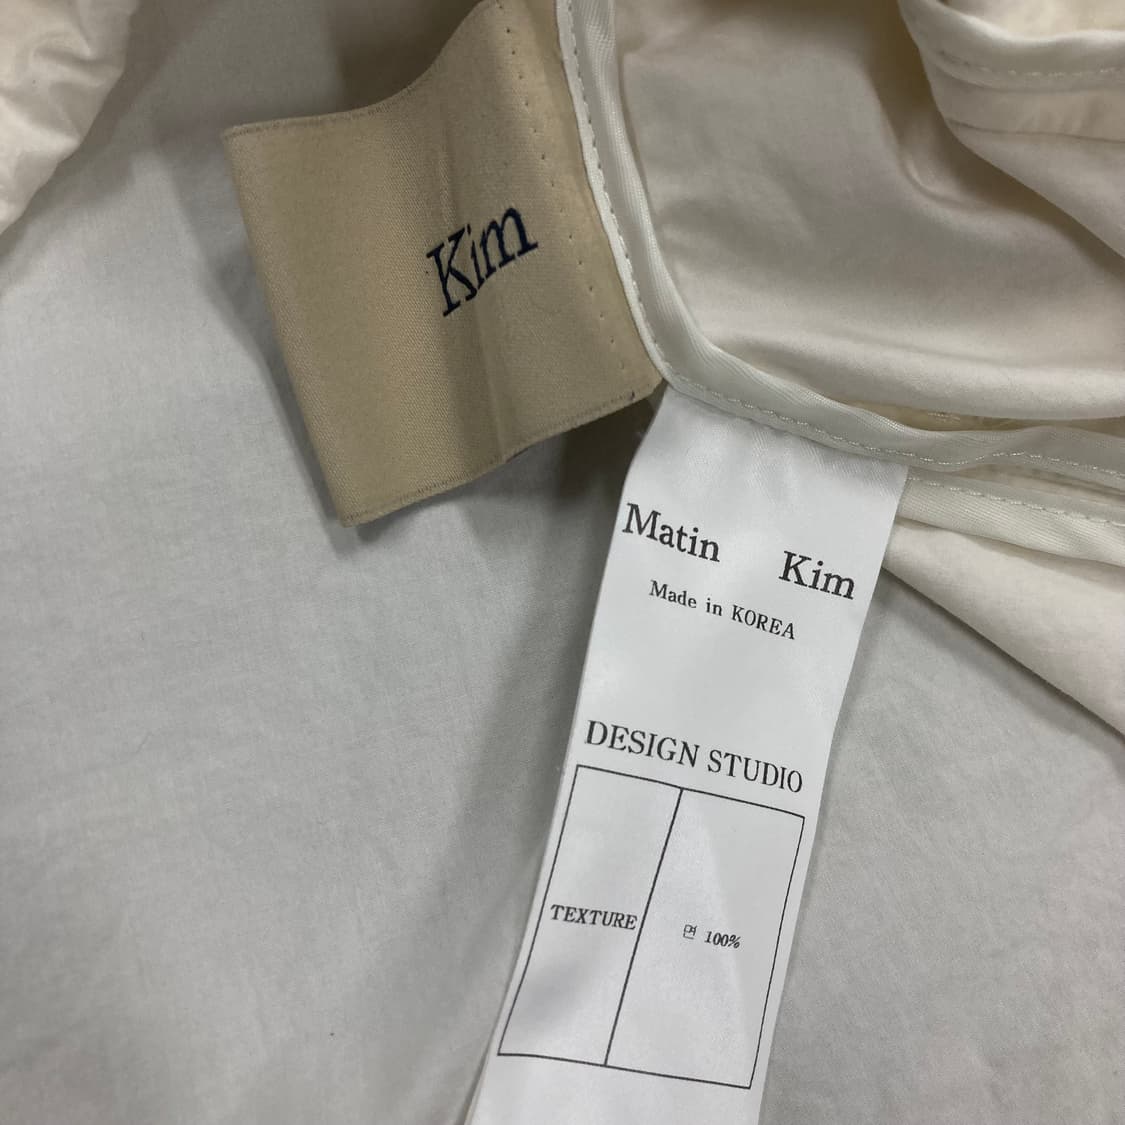 Kim
Matin Kim
Made in KOREA
DESIGN STUDIO
TEXTURE
면 100%